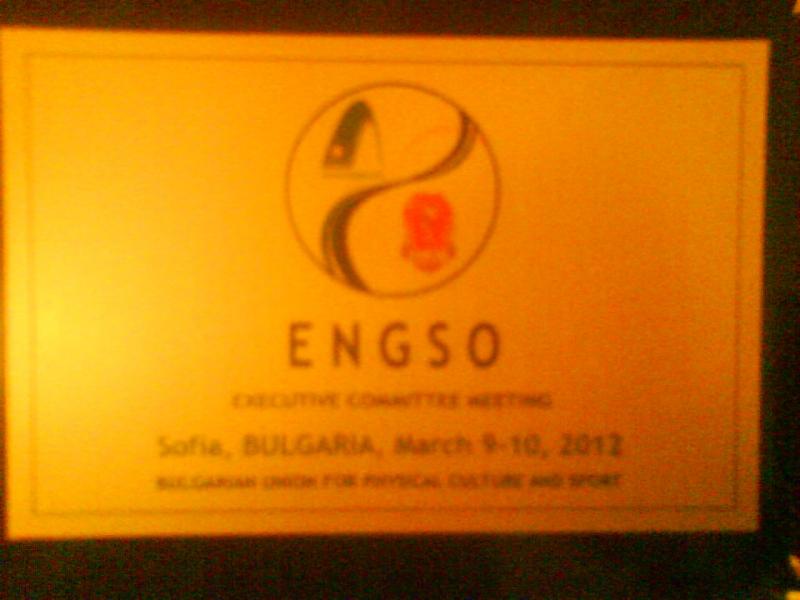 ENGSO
EXECUTIVE COMMITTEE MEETING
Sofia, BULGARIA, March 9-10, 2012
BULGARIAN UNION FOR PHYSICAL CULTURE AND SPORT